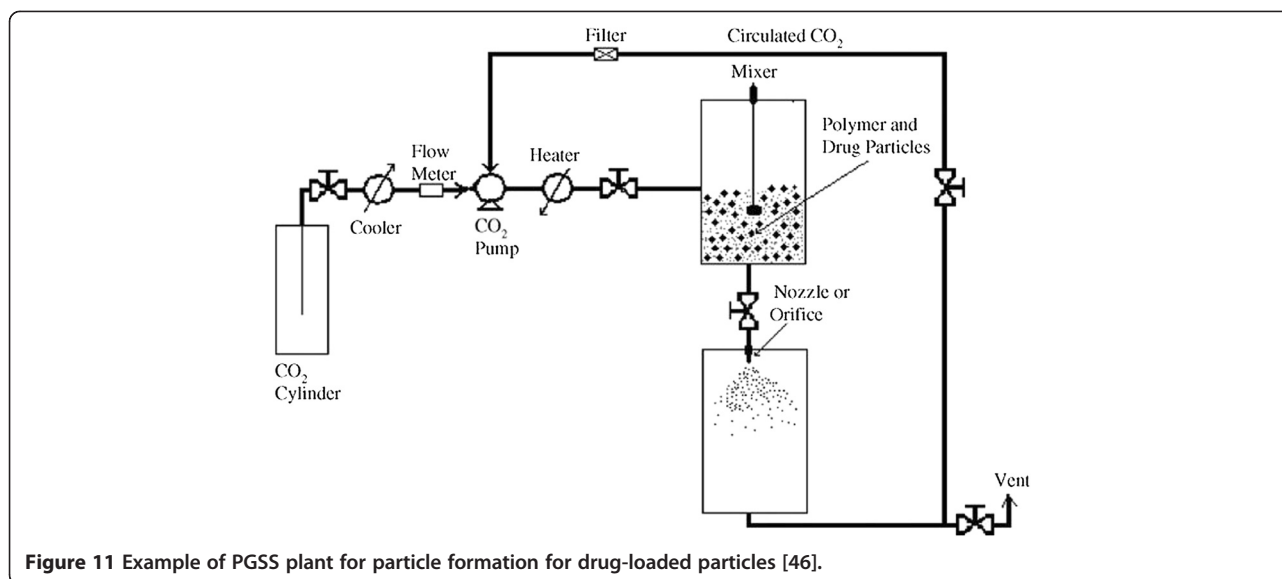 Filter
Circulated CO₂
Mixer
Polymer and
Drug Particles
Flow
Meter
Heater
Cooler
CO₂
Pump
Nozzle or
Orifice
CO₂
Cylinder
Vent
Figure 11 Example of PGSS plant for particle formation for drug-loaded particles [46].